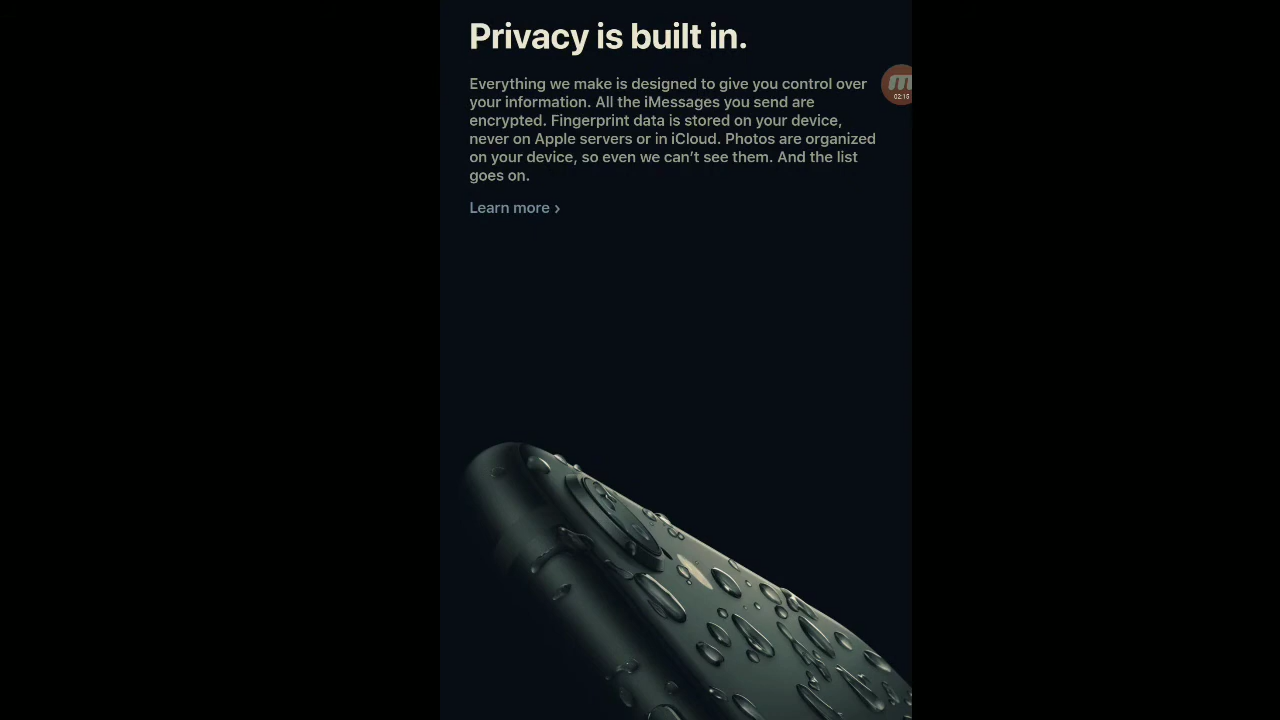 Privacy is built in.
Everything we make is designed to give you control over
your information. All the iMessages you send are
encrypted. Fingerprint data is stored on your device,
never on Apple servers or in iCloud. Photos are organized
on your device, so even we can’t see them. And the list
goes on.
Learn more ›
02:15